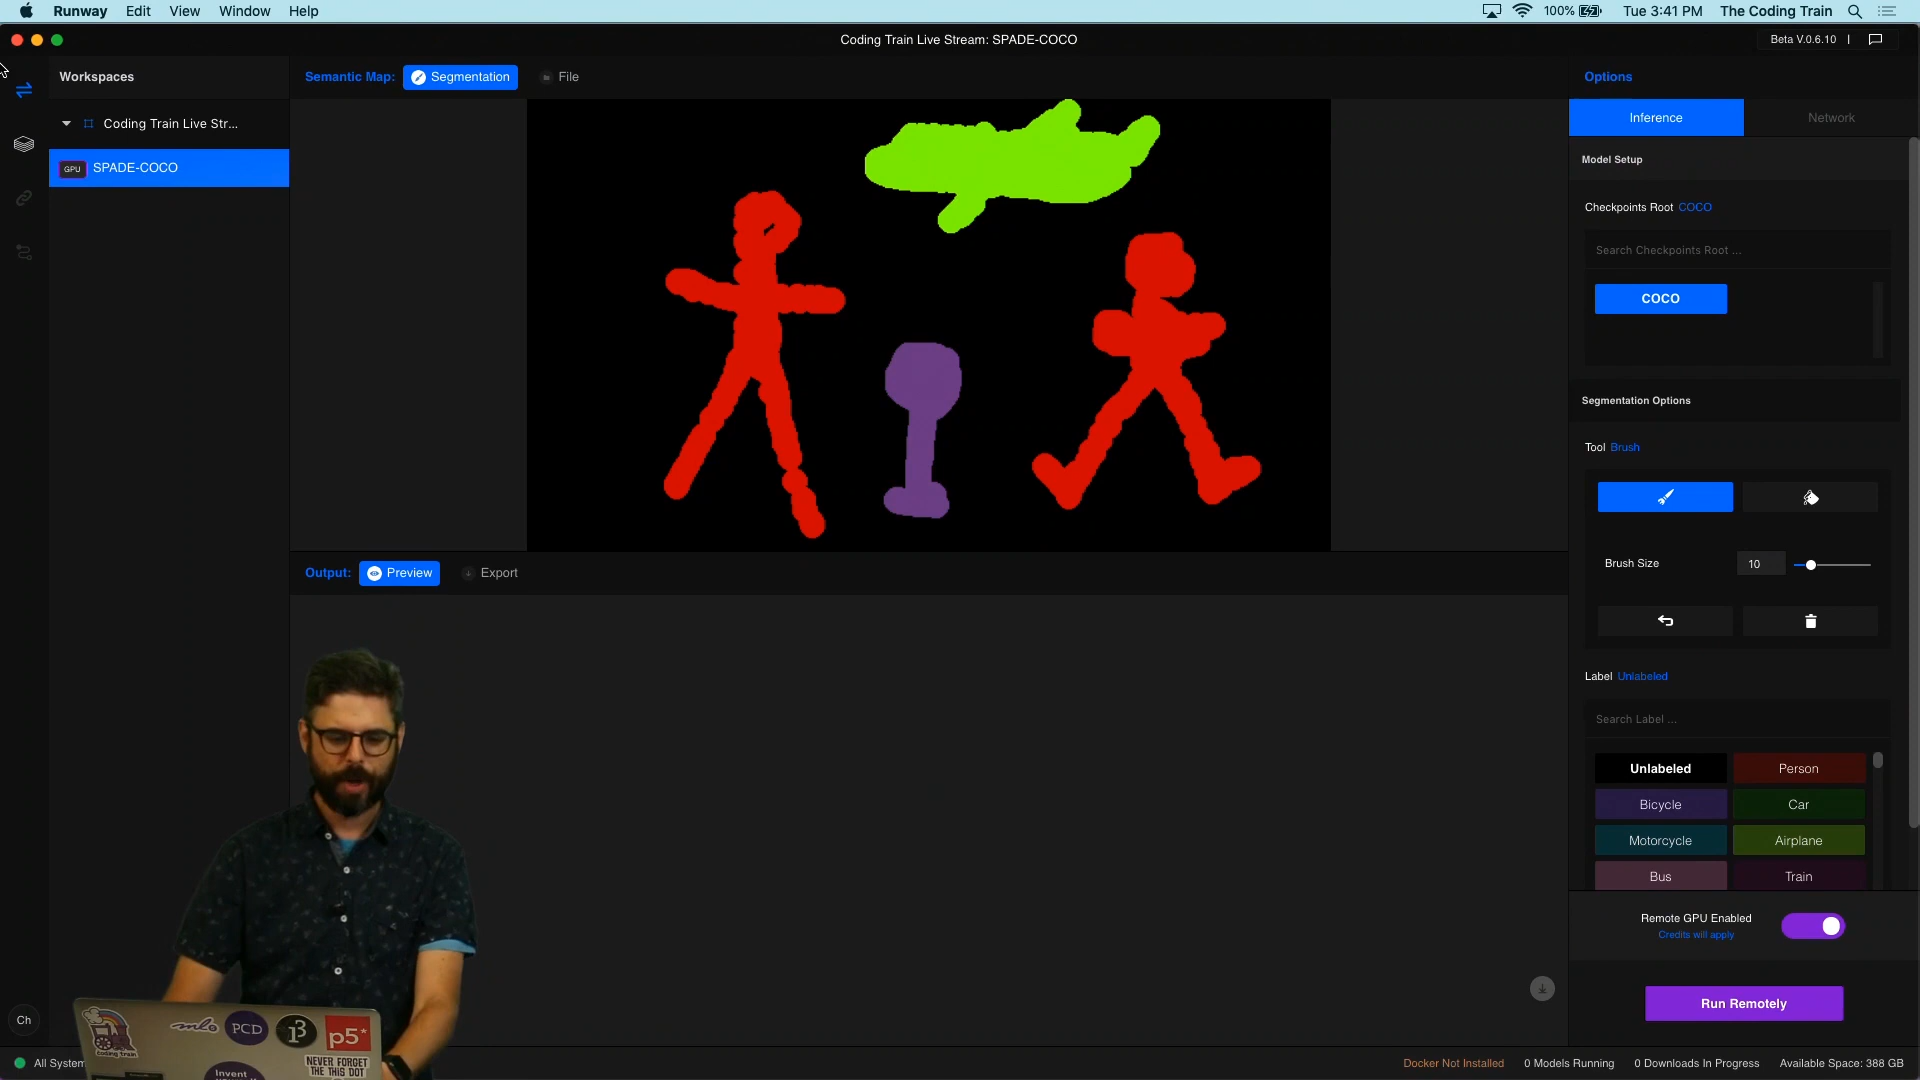 Runway Edit View Window Help
100%
Tue 3:41 PM The Coding Train
Coding Train Live Stream: SPADE-COCO
Beta V.0.6.10
Workspaces
Semantic Map: Segmentation File
Options
Coding Train Live Str...
Inference Network
GPU SPADE-COCO
Model Setup
Checkpoints Root COCO
Search Checkpoints Root ...
COCO
Segmentation Options
Tool Brush
Brush Size 10
Output: Preview Export
Label Unlabeled
Search Label ...
Unlabeled Person
Bicycle Car
Motorcycle Airplane
Bus Train
Remote GPU Enabled
Credits will apply
Run Remotely
Ch
Coding Train
PCD
p5*
NEVER FORGET
THE THIS DOT
Invent
All System
Docker Not Installed 0 Models Running 0 Downloads In Progress Available Space: 388 GB